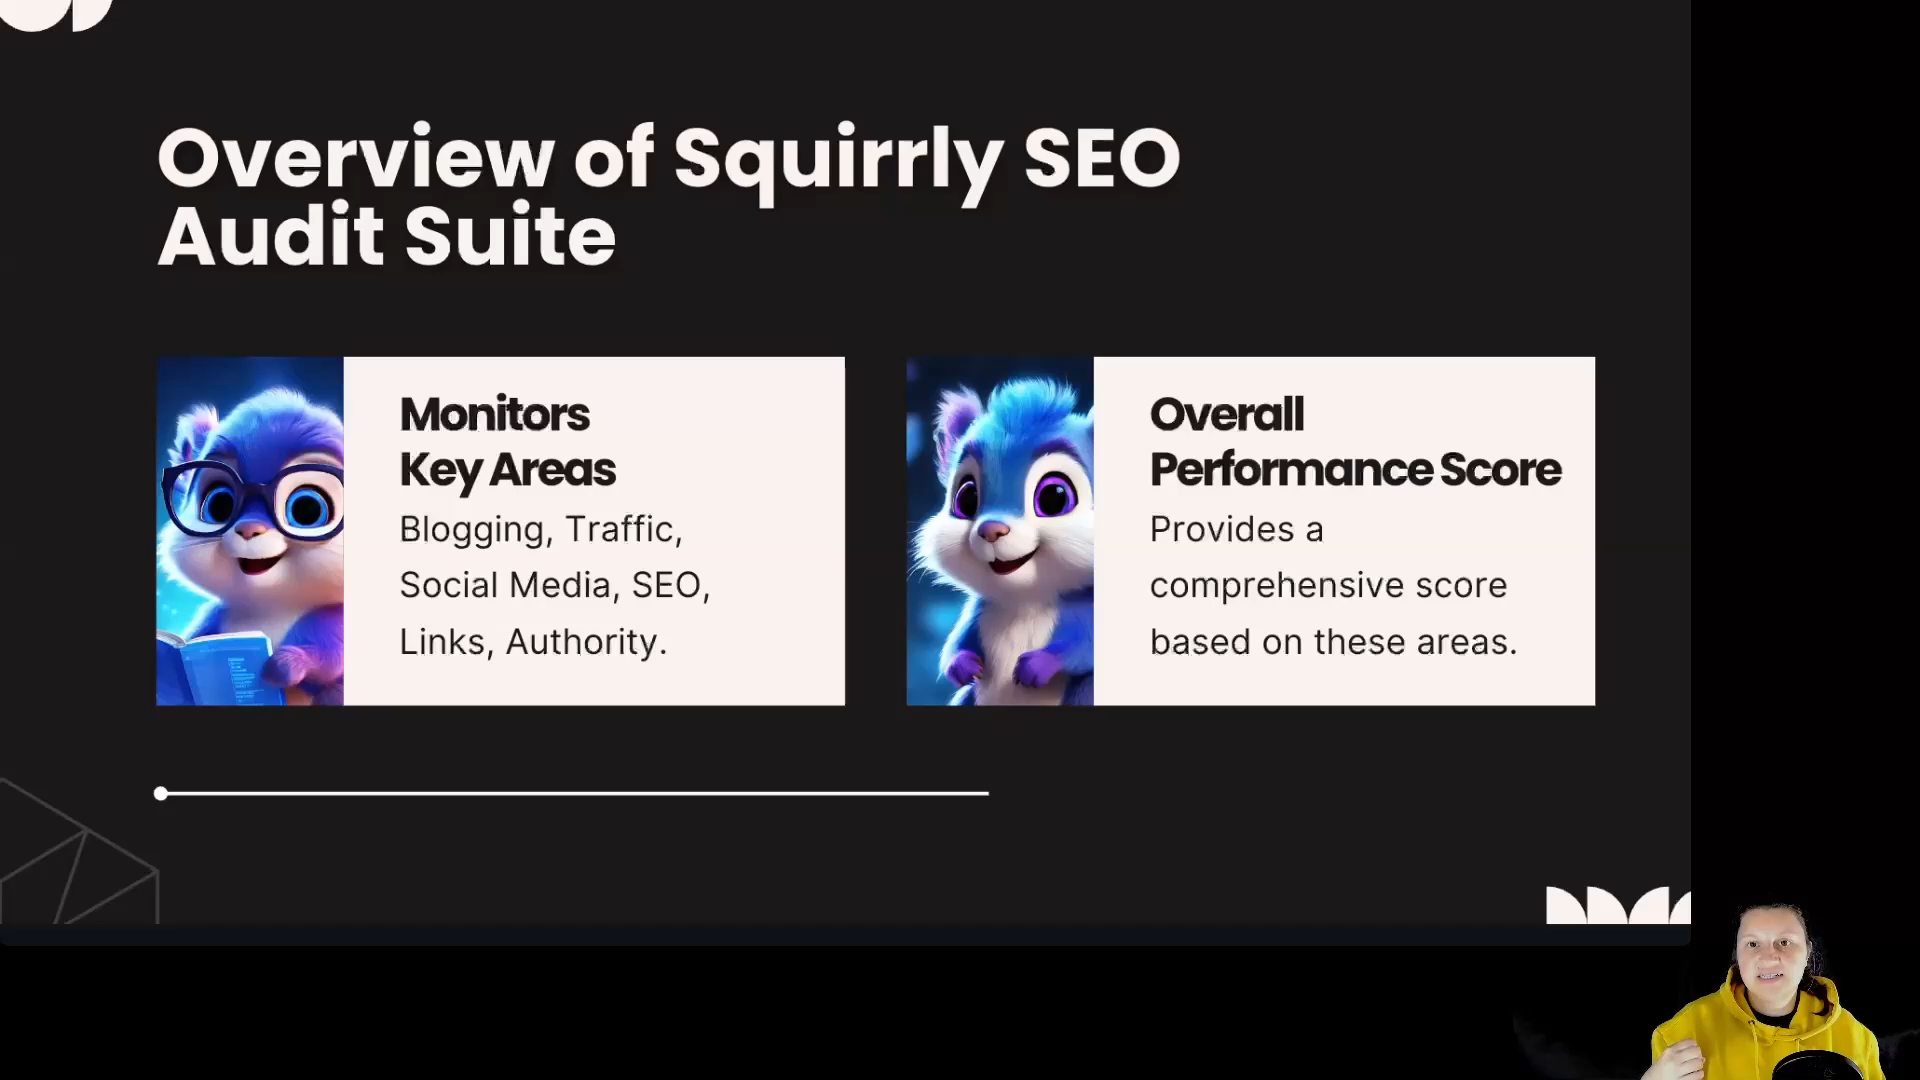 Overview of Squirrly SEO
Audit Suite
Monitors
Key Areas
Blogging, Traffic,
Social Media, SEO,
Links, Authority.
Overall
Performance Score
Provides a
comprehensive score
based on these areas.